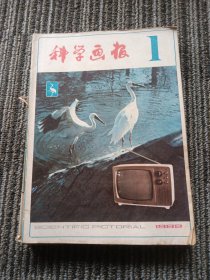 科学画报 1
SCIENTIFIC PICTORIAL